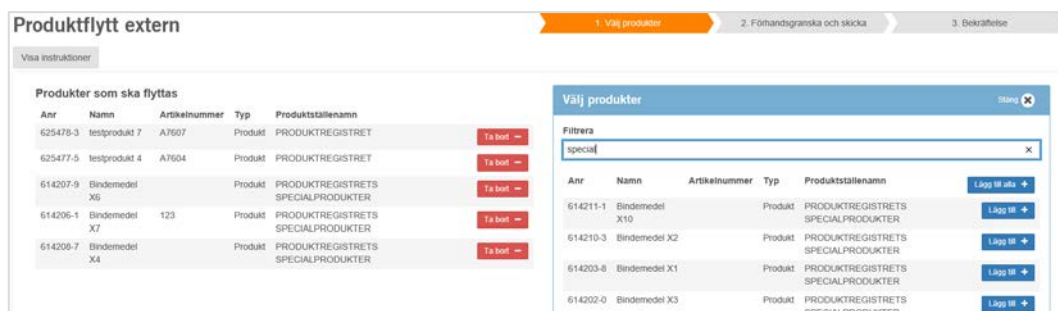 Produktflytt extern
1. Välj produkter
2. Förhandsgranska och skicka
3. Bekräftelse
Visa instruktioner
Produkter som ska flyttas
Anr Namn Artikelnummer Typ Produktställenamn
625478-3 testprodukt 7 A7607 Produkt PRODUKTREGISTRET Ta bort −
625477-5 testprodukt 4 A7604 Produkt PRODUKTREGISTRET Ta bort −
614207-9 Bindemedel Produkt PRODUKTREGISTRETS Ta bort −
X6 SPECIALPRODUKTER
614206-1 Bindemedel 123 Produkt PRODUKTREGISTRETS Ta bort −
X7 SPECIALPRODUKTER
614208-7 Bindemedel Produkt PRODUKTREGISTRETS Ta bort −
X4 SPECIALPRODUKTER
Välj produkter Stäng
Filtrera
special
Anr Namn Artikelnummer Typ Produktställenamn Lägg till alla +
614211-1 Bindemedel Produkt PRODUKTREGISTRETS Lägg till +
X10 SPECIALPRODUKTER
614210-3 Bindemedel X2 Produkt PRODUKTREGISTRETS Lägg till +
SPECIALPRODUKTER
614203-8 Bindemedel X1 Produkt PRODUKTREGISTRETS Lägg till +
SPECIALPRODUKTER
614202-0 Bindemedel X3 Produkt PRODUKTREGISTRETS Lägg till +
SPECIALPRODUKTER